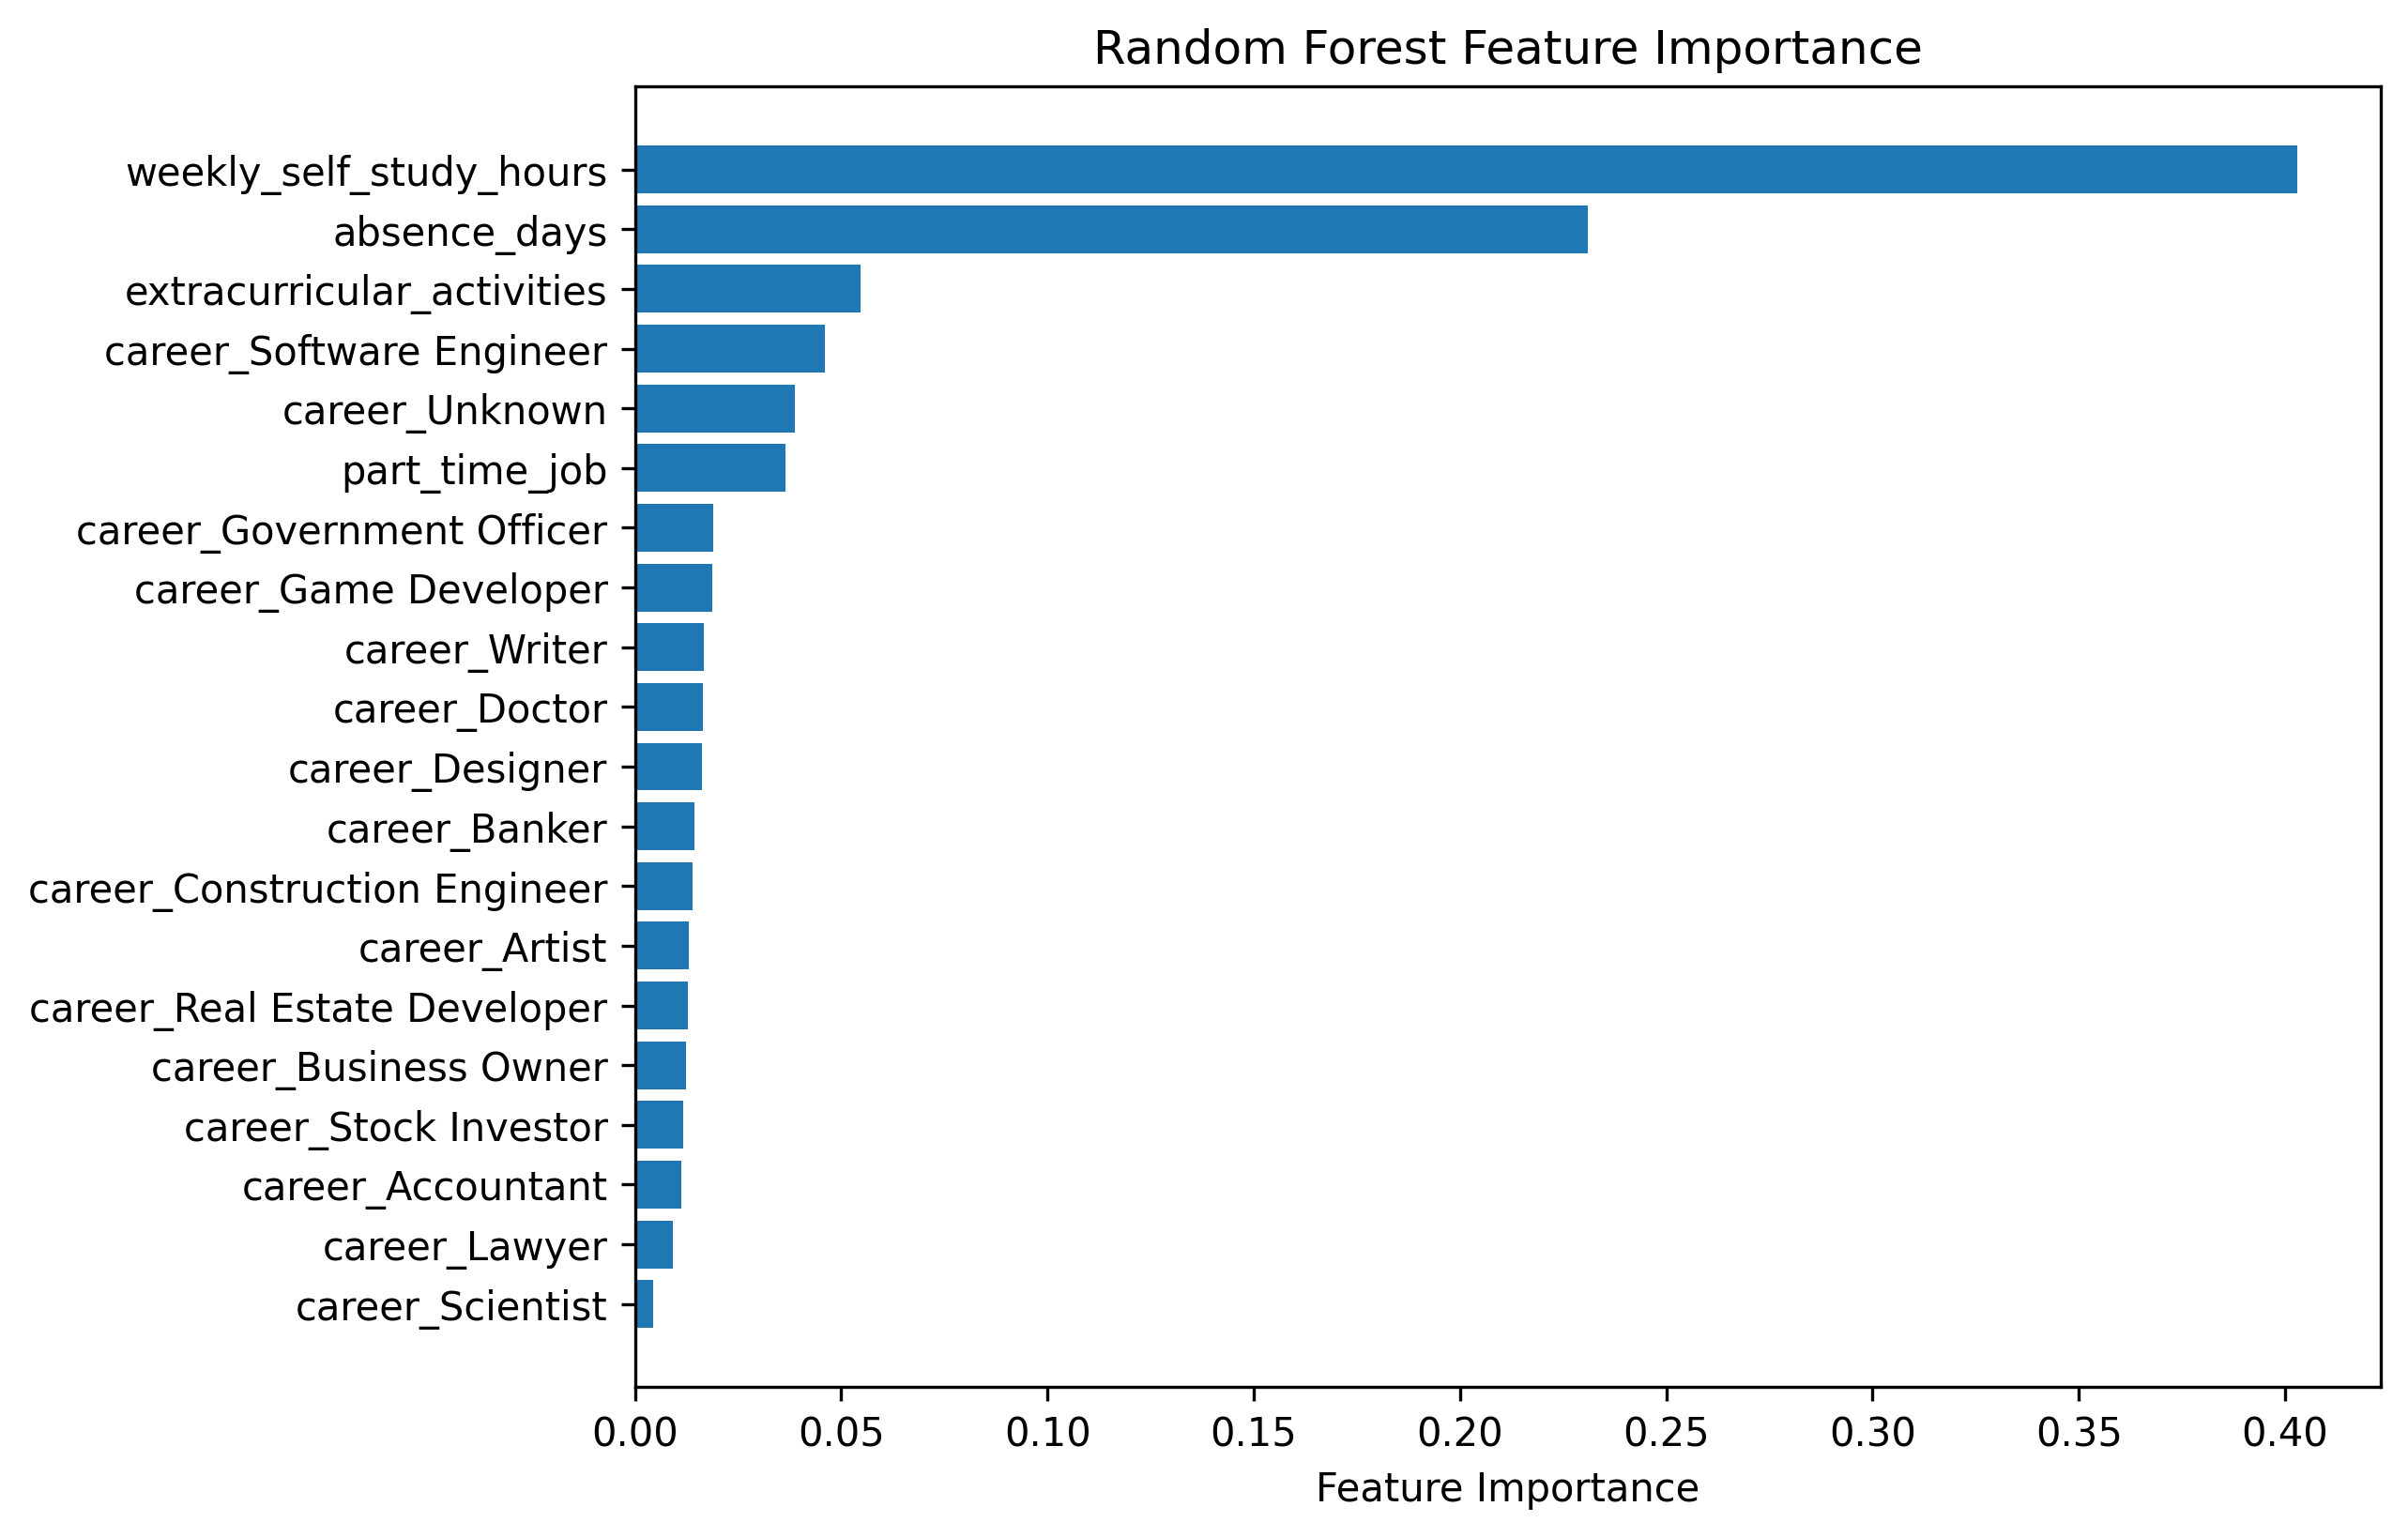 Random Forest Feature Importance
weekly_self_study_hours
absence_days
extracurricular_activities
career_Software Engineer
career_Unknown
part_time_job
career_Government Officer
career_Game Developer
career_Writer
career_Doctor
career_Designer
career_Banker
career_Construction Engineer
career_Artist
career_Real Estate Developer
career_Business Owner
career_Stock Investor
career_Accountant
career_Lawyer
career_Scientist
0.00 0.05 0.10 0.15 0.20 0.25 0.30 0.35 0.40
Feature Importance